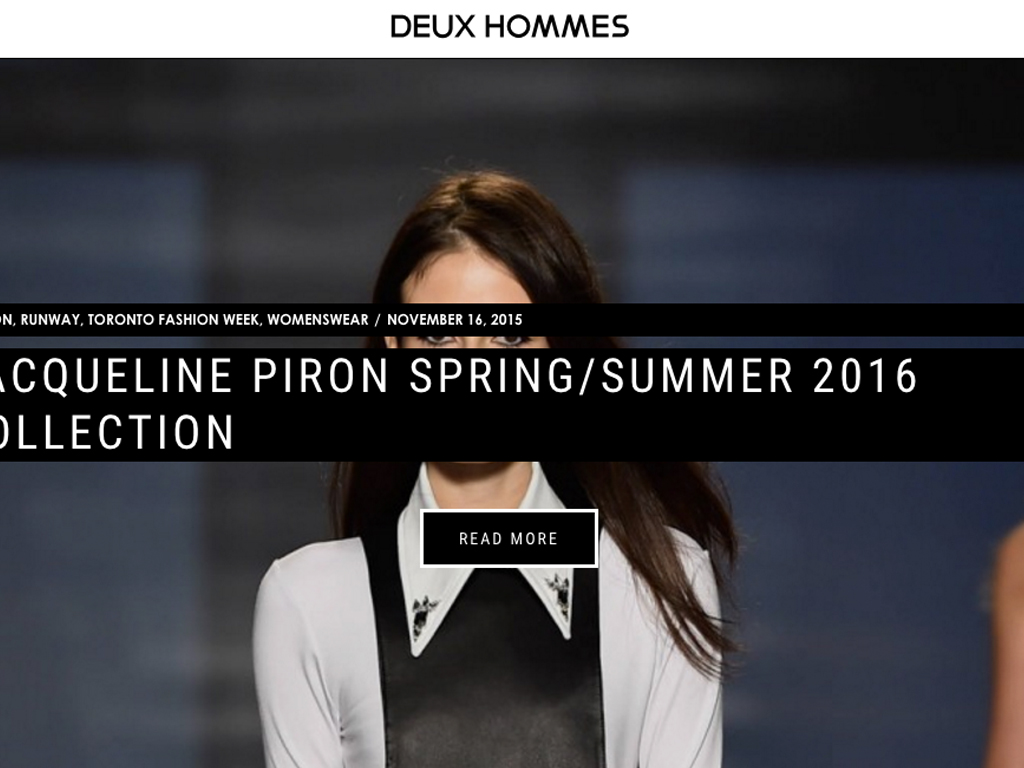 DEUX HOMMES
ON, RUNWAY, TORONTO FASHION WEEK, WOMENSWEAR / NOVEMBER 16, 2015
ACQUELINE PIRON SPRING/SUMMER 2016
OLLECTION
READ MORE